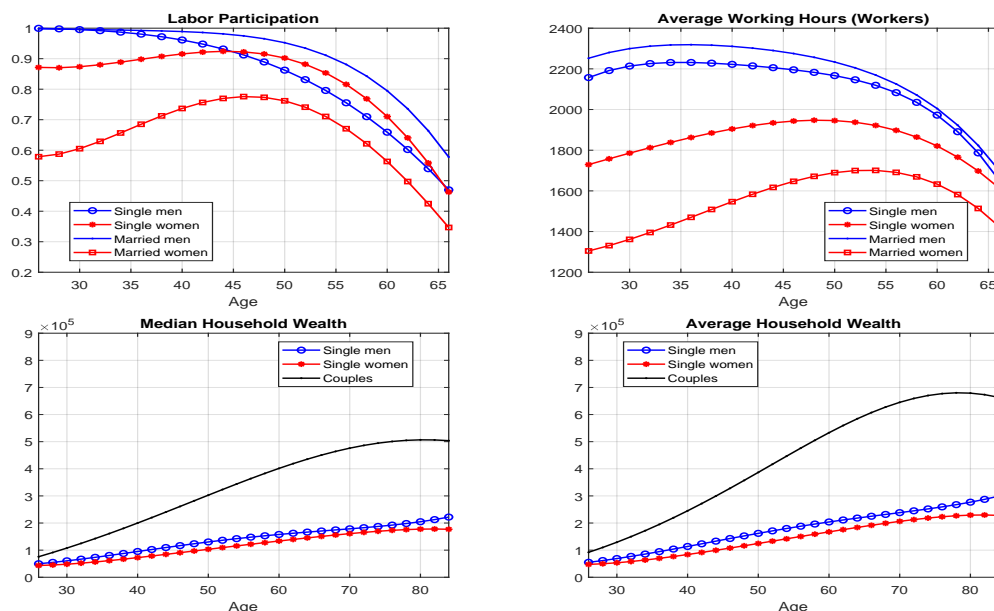 Labor Participation
1
0.9
0.8
0.7
0.6
0.5
0.4
0.3
0.2
Single men
Single women
Married men
Married women
30 35 40 45 50 55 60 65
Age
Average Working Hours (Workers)
2400
2200
2000
1800
1600
1400
1200
Single men
Single women
Married men
Married women
30 35 40 45 50 55 60 65
Age
×10⁵
Median Household Wealth
9
8
7
6
5
4
3
2
1
0
Single men
Single women
Couples
30 40 50 60 70 80
Age
×10⁵
Average Household Wealth
9
8
7
6
5
4
3
2
1
0
Single men
Single women
Couples
30 40 50 60 70 80
Age